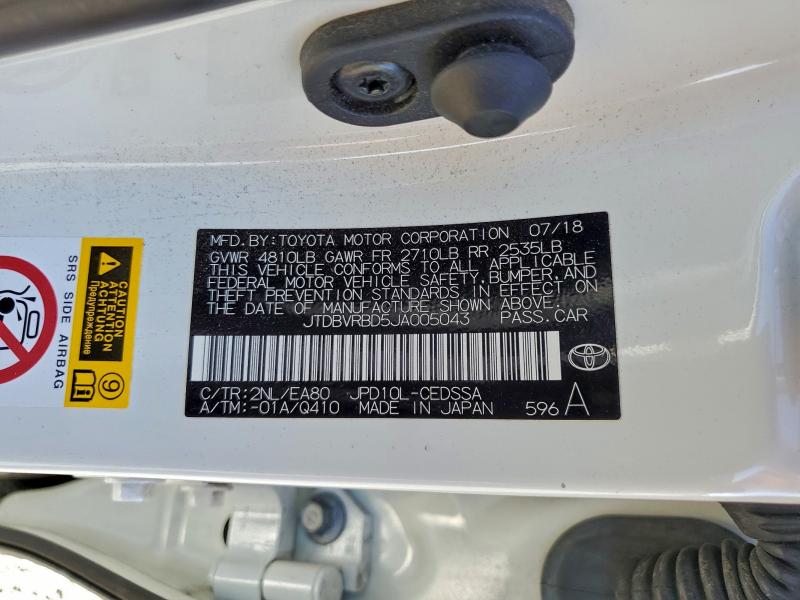 MFD.BY:TOYOTA MOTOR CORPORATION 07/18
GVWR 4810LB GAWR FR 2710LB RR 2535LB
THIS VEHICLE CONFORMS TO ALL APPLICABLE
FEDERAL MOTOR VEHICLE SAFETY,BUMPER,AND
THEFT PREVENTION STANDARDS IN EFFECT ON
THE DATE OF MANUFACTURE SHOWN ABOVE.
JTDBVRBD5JA005043 PASS.CAR
C/TR:2NL/EA80 JPD10L-CEDSSA
A/TM:-01A/Q410 MADE IN JAPAN 596 A
SRS SIDE AIRBAG
CAUTION
ATTENTION
ACHTUNG
Предупреждение
9